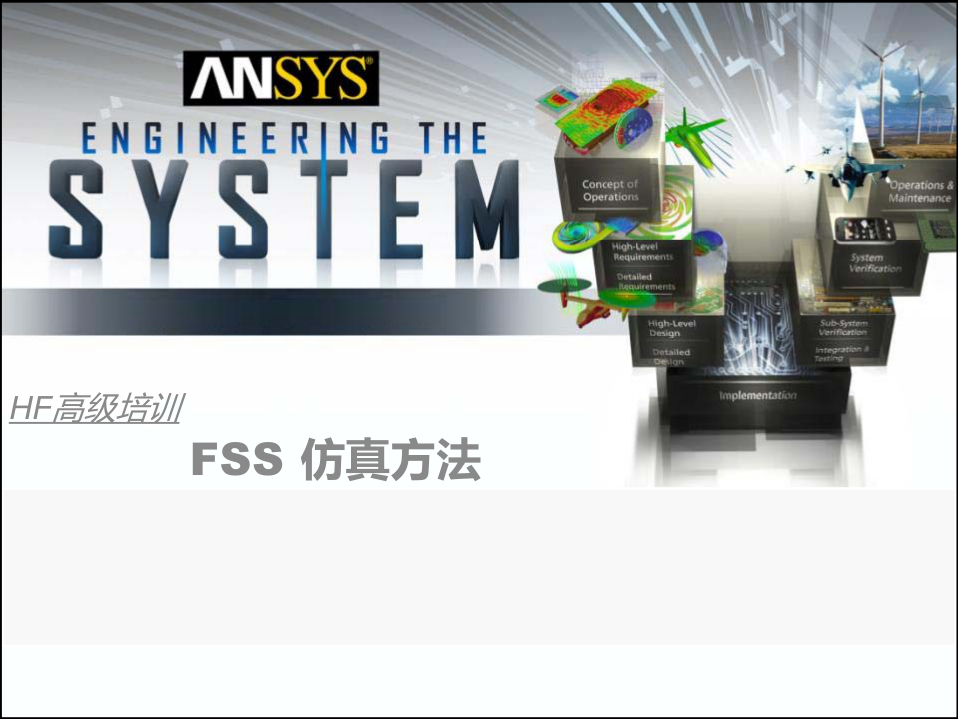 ANSYS®
ENGINEERING THE
SYSTEM
Concept of
Operations
High-Level
Requirements
Detailed
Requirements
High-Level
Design
Detailed
Design
Implementation
Operations &
Maintenance
System
Verification
Sub-System
Verification
Integration &
Testing
HF高级培训
FSS 仿真方法